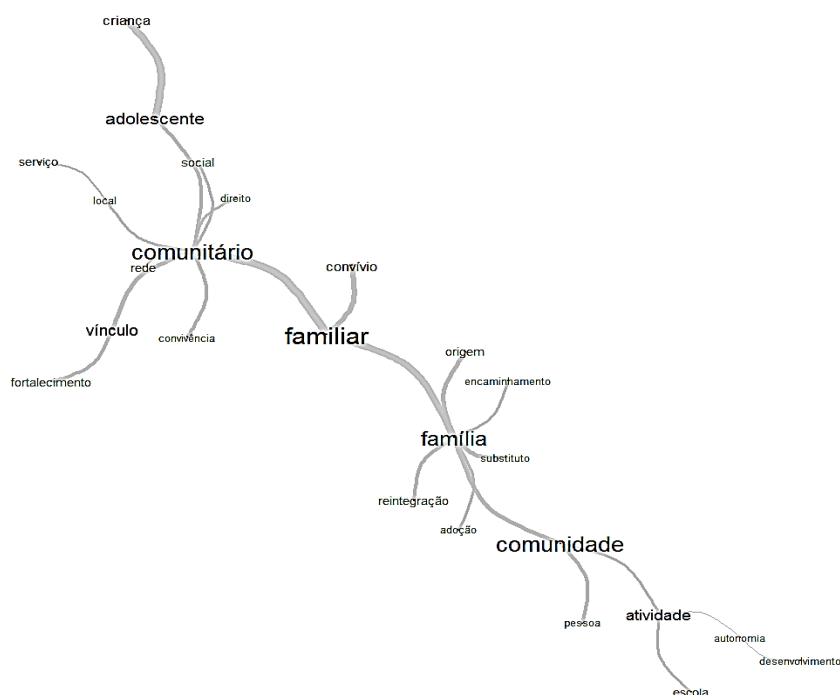 criança
adolescente
serviço
social
local
direito
comunitário
rede
convívio
vínculo
familiar
convivência
origem
fortalecimento
encaminhamento
família
substituto
reintegração
adoção
comunidade
atividade
pessoa
autonomia
desenvolvimento
escola